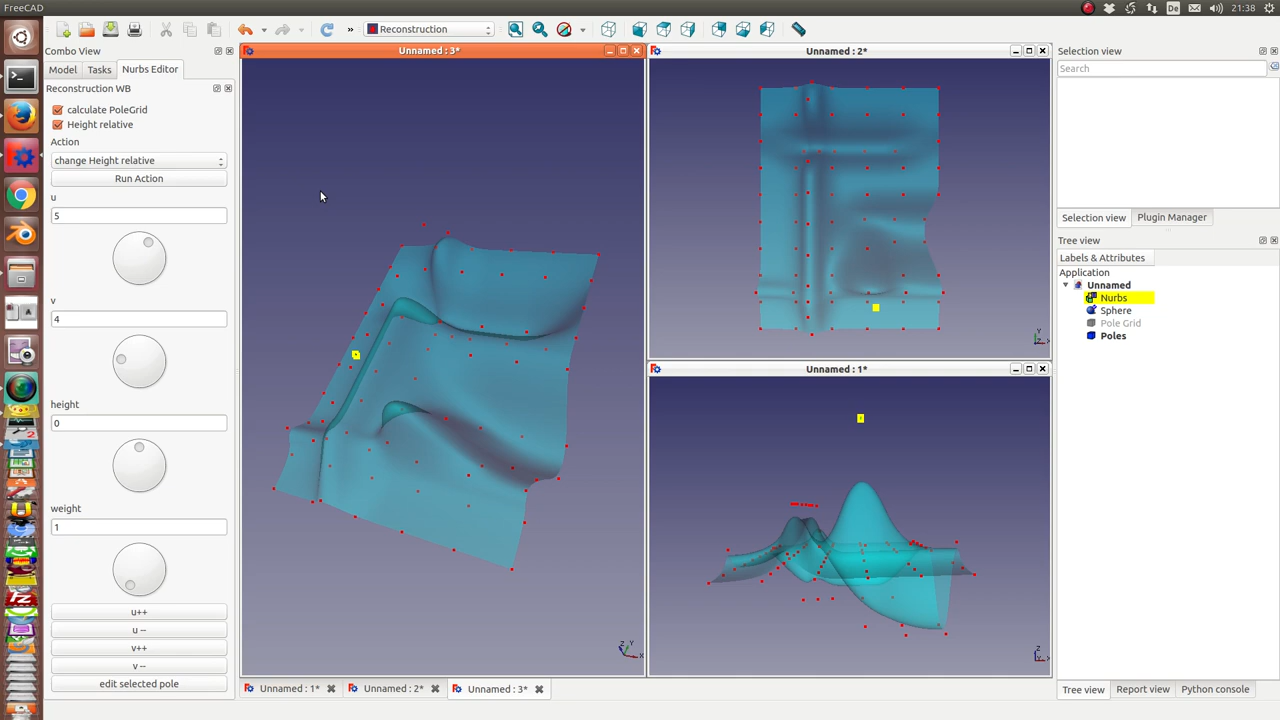 FreeCAD
De
21:38
» Reconstruction
Combo View
Model Tasks Nurbs Editor
Reconstruction WB
calculate PoleGrid
Height relative
Action
change Height relative
Run Action
u
5
v
4
height
0
weight
1
u++
u --
v++
v --
edit selected pole
Unnamed : 3*
Unnamed : 2*
Unnamed : 1*
Unnamed : 1* Unnamed : 2* Unnamed : 3*
Selection view
Search
Selection view Plugin Manager
Tree view
Labels & Attributes
Application
Unnamed
Nurbs
Sphere
Pole Grid
Poles
Tree view Report view Python console